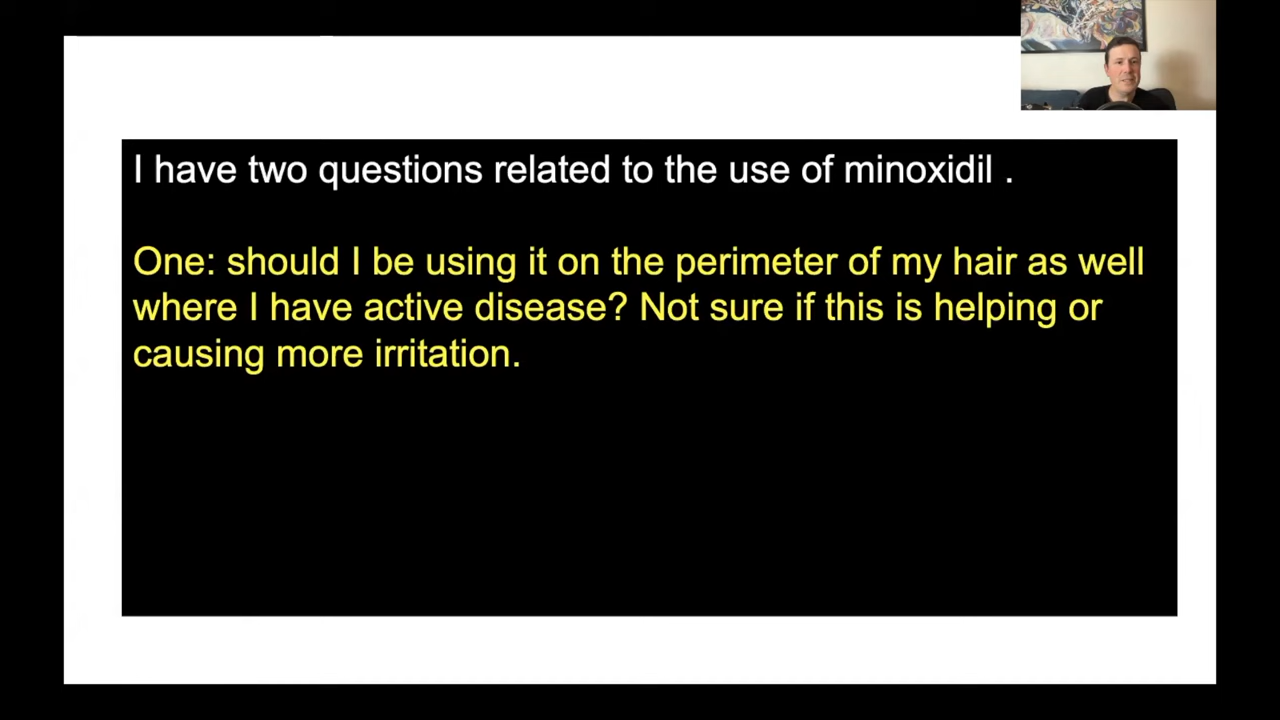 I have two questions related to the use of minoxidil .
One: should I be using it on the perimeter of my hair as well
where I have active disease? Not sure if this is helping or
causing more irritation.